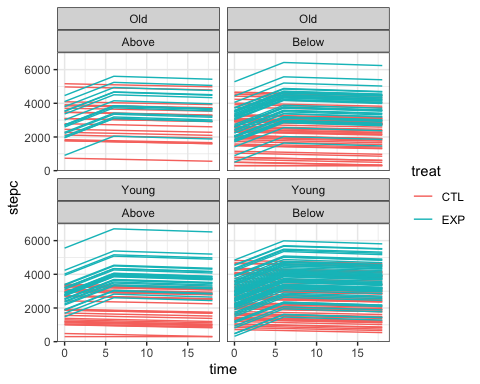 Old
Old
Above
Below
6000
4000
2000
0
Young
Young
Above
Below
6000
4000
2000
0
0
5
10
15
0
5
10
15
time
stepc
treat
CTL
EXP